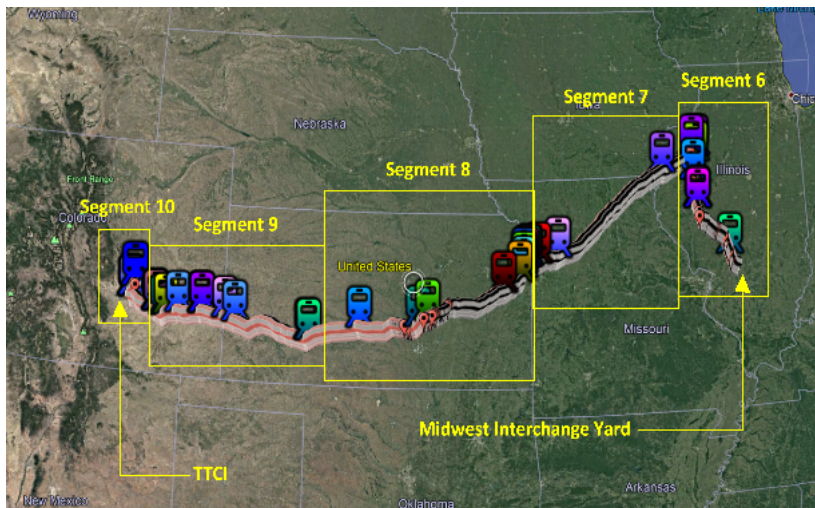 Wyoming
Segment 6
Segment 7
Iowa
Nebraska
Chic
Front Range
Segment 8
Illinois
Colorado
Segment 10
Segment 9
United States
Missouri
Midwest Interchange Yard
TTCI
Arkansas
New Mexico
Oklahoma